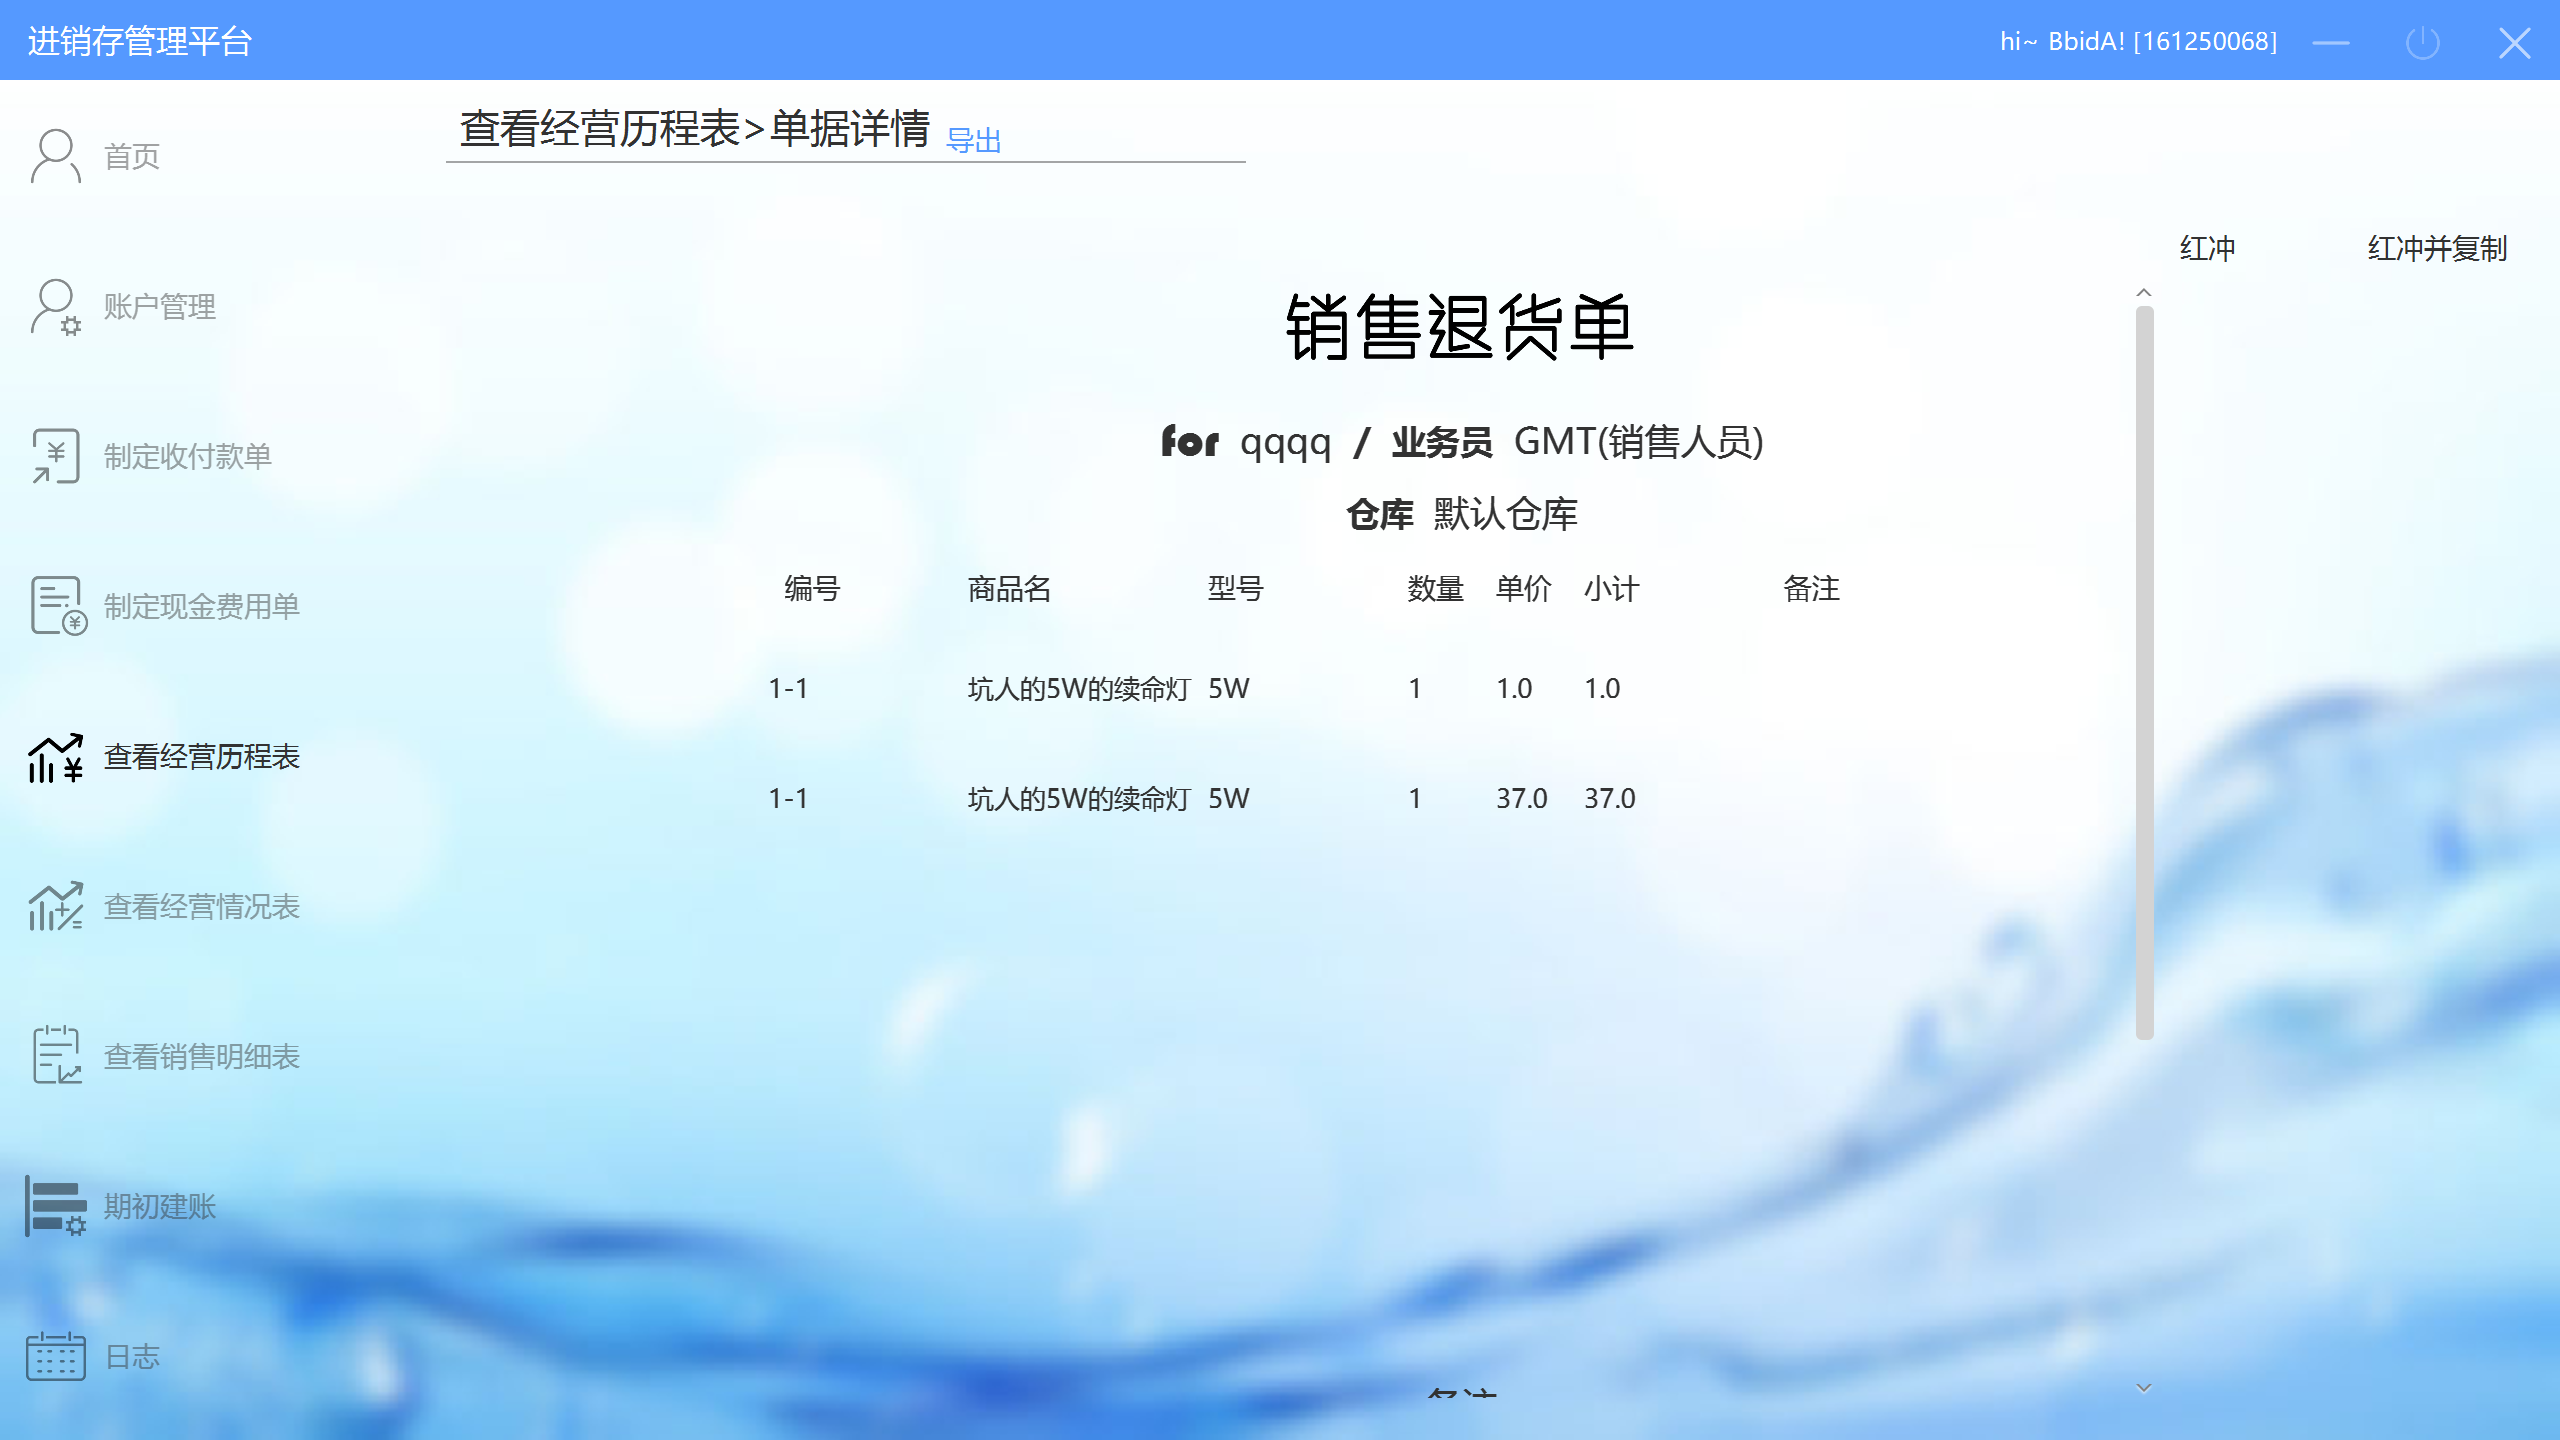 进销存管理平台
hi~ BbidA! [161250068]
首页
账户管理
制定收付款单
制定现金费用单
查看经营历程表
查看经营情况表
查看销售明细表
期初建账
日志
查看经营历程表>单据详情 导出
红冲 红冲并复制
销售退货单
for qqqq / 业务员 GMT(销售人员)
仓库 默认仓库
编号 商品名 型号 数量 单价 小计 备注
1-1 坑人的5W的续命灯 5W 1 1.0 1.0
1-1 坑人的5W的续命灯 5W 1 37.0 37.0